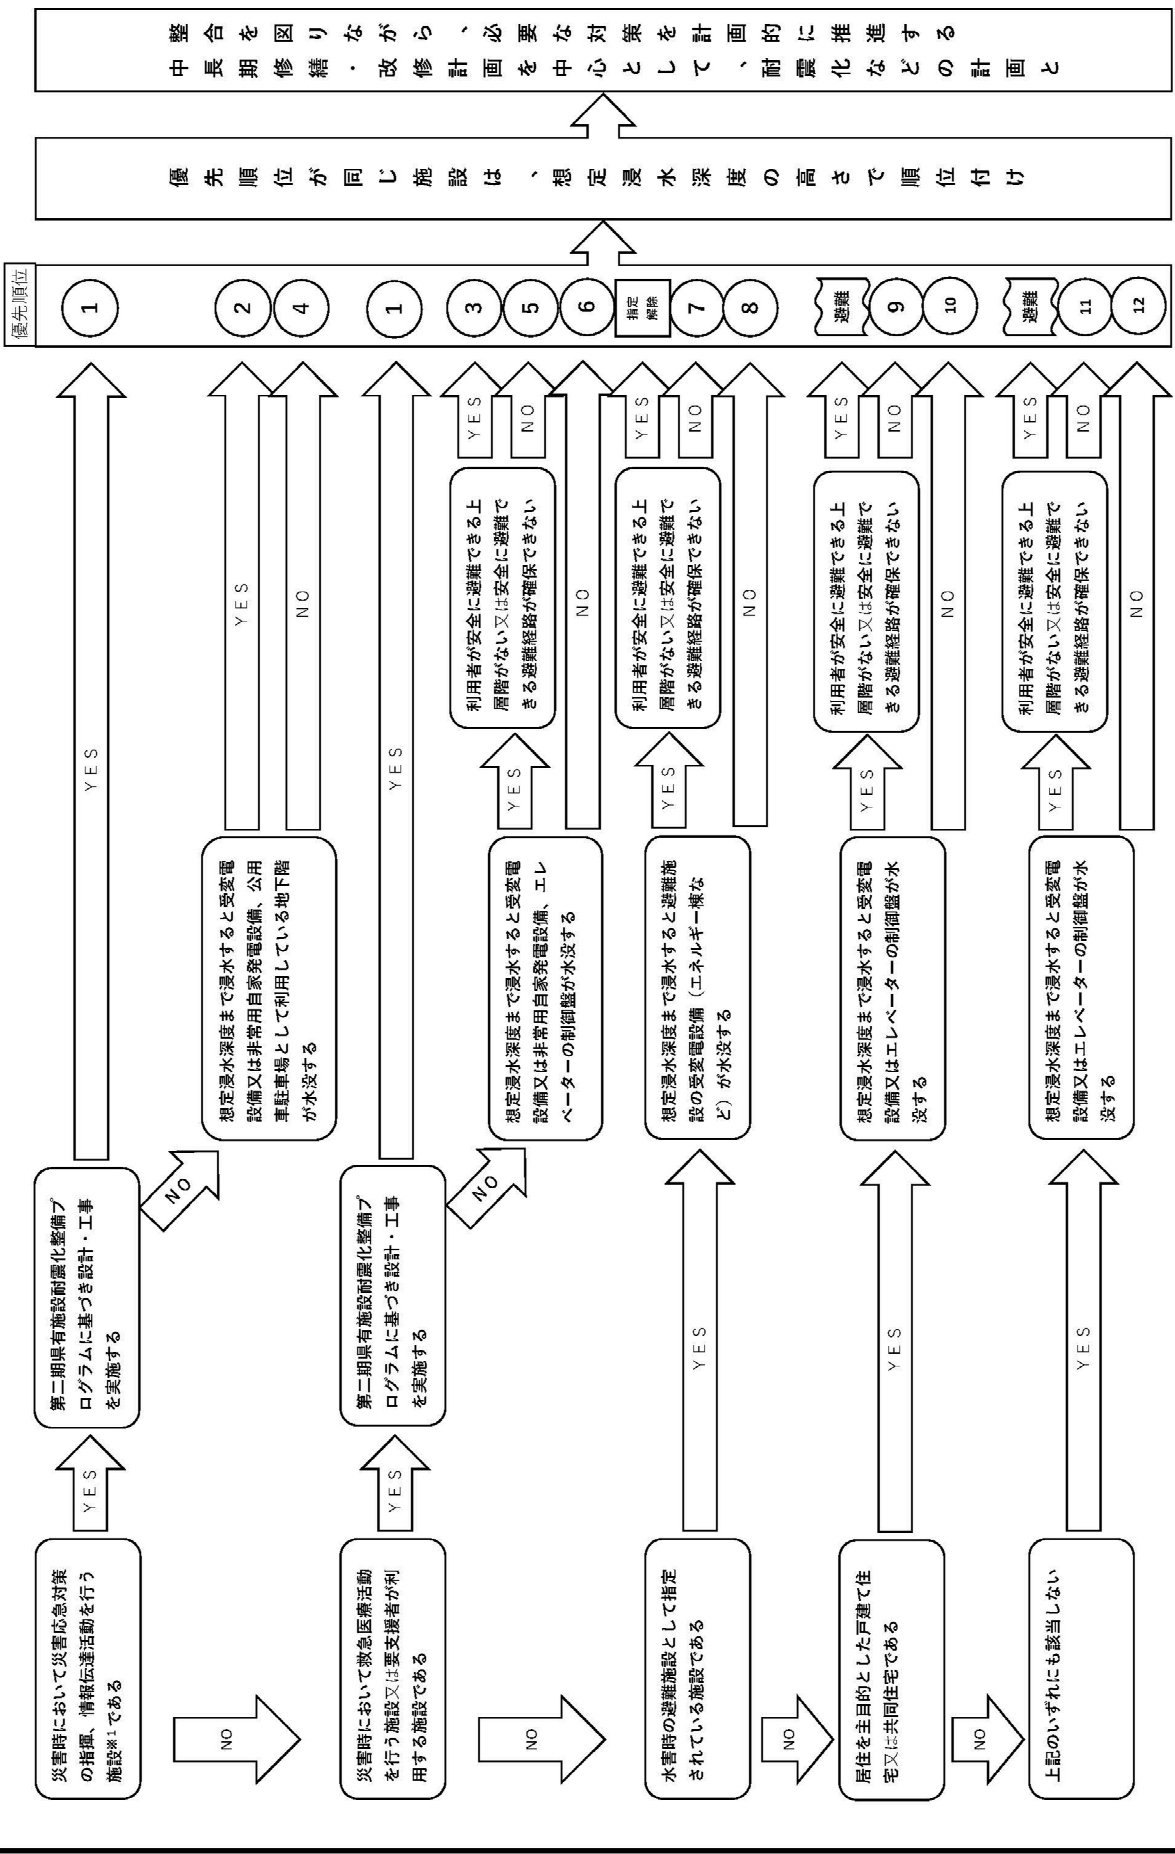 優先順位
災害時において災害応急対策
の指揮、情報伝達活動を行う
施設※1である
YES
第二期県有施設耐震化整備プ
ログラムに基づき設計・工事
を実施する
YES
1
NO
想定浸水深度まで浸水すると受変電
設備又は非常用自家発電設備、公用
車駐車場として利用している地下階
が水没する
YES
2
NO
4
NO
災害時において救急医療活動
を行う施設又は要支援者が利
用する施設である
YES
第二期県有施設耐震化整備プ
ログラムに基づき設計・工事
を実施する
YES
1
NO
想定浸水深度まで浸水すると受変電
設備又は非常用自家発電設備、エレ
ベーターの制御盤が水没する
YES
利用者が安全に避難できる上
層階がない又は安全に避難で
きる避難経路が確保できない
YES
3
NO
5
NO
6
NO
水害時の避難施設として指定
されている施設である
YES
想定浸水深度まで浸水すると避難施
設の受変電設備（エネルギー棟な
ど）が水没する
YES
利用者が安全に避難できる上
層階がない又は安全に避難で
きる避難経路が確保できない
YES
指定
解除
NO
7
NO
8
NO
居住を主目的とした戸建て住
宅又は共同住宅である
YES
想定浸水深度まで浸水すると受変電
設備又はエレベーターの制御盤が水
没する
YES
利用者が安全に避難できる上
層階がない又は安全に避難で
きる避難経路が確保できない
YES
避難
NO
9
NO
10
NO
上記のいずれにも該当しない
YES
想定浸水深度まで浸水すると受変電
設備又はエレベーターの制御盤が水
没する
YES
利用者が安全に避難できる上
層階がない又は安全に避難で
きる避難経路が確保できない
YES
避難
NO
11
NO
12
優先順位が同じ施設は、想定浸水深度の高さで順位付け
中長期修繕・改修計画を中心として、耐震化などの計画と
整合を図りながら、必要な対策を計画的に推進する